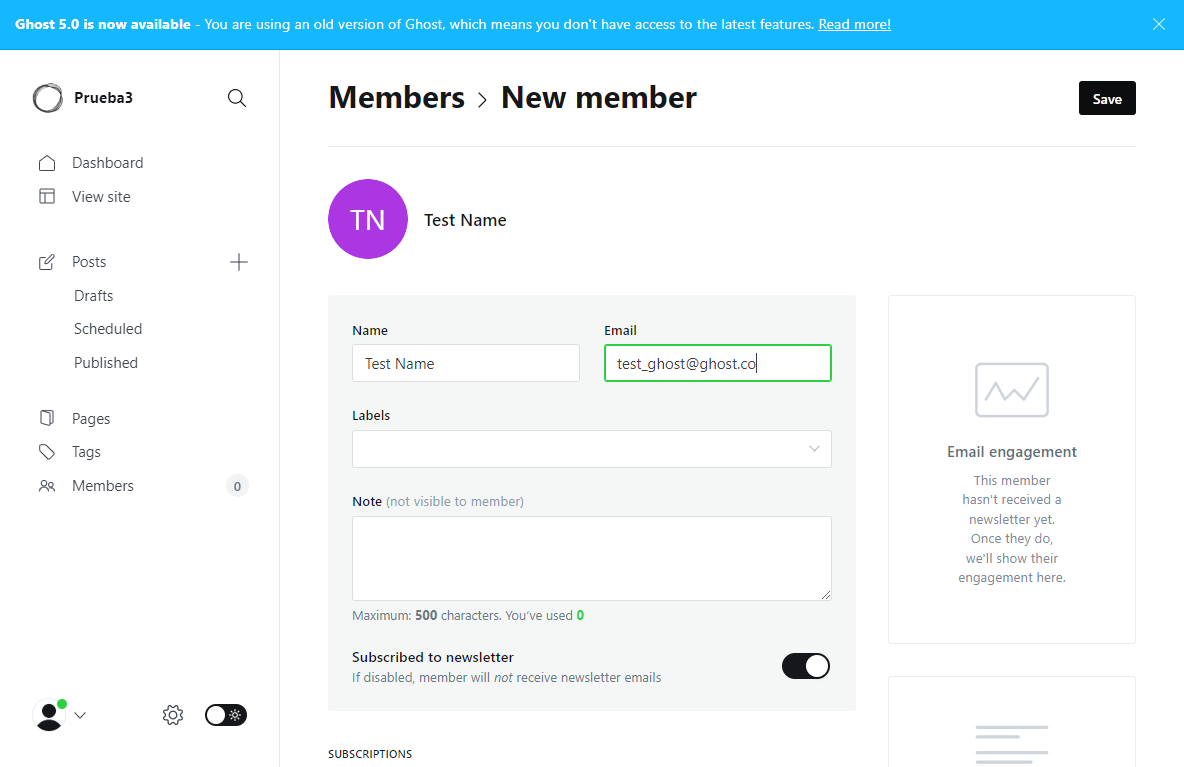 Ghost 5.0 is now available - You are using an old version of Ghost, which means you don't have access to the latest features. Read more!
Prueba3
Dashboard
View site
Posts
Drafts
Scheduled
Published
Pages
Tags
Members
0
Members > New member
Save
TN
Test Name
Name
Email
Test Name
test_ghost@ghost.co
Labels
Note (not visible to member)
Maximum: 500 characters. You've used 0
Subscribed to newsletter
If disabled, member will not receive newsletter emails
SUBSCRIPTIONS
Email engagement
This member
hasn't received a
newsletter yet.
Once they do,
we'll show their
engagement here.